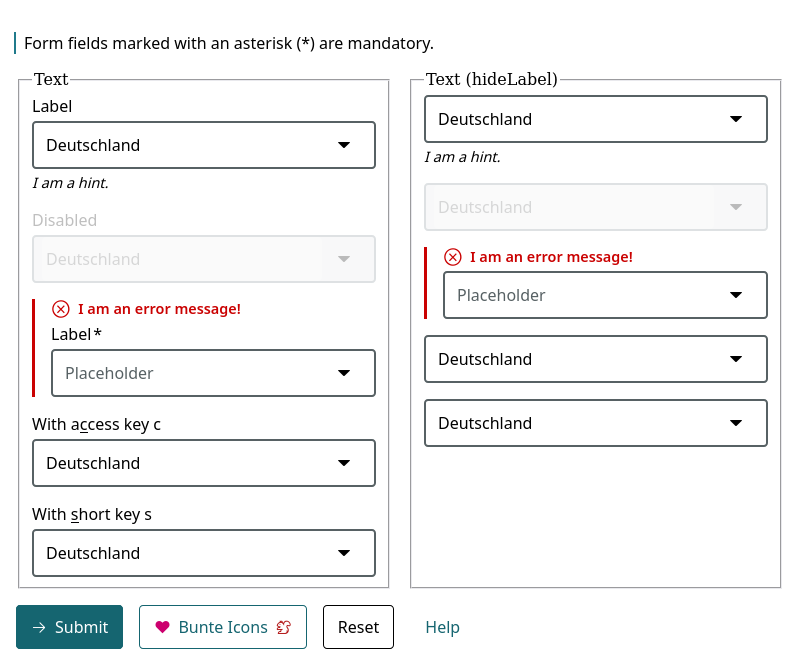 Form fields marked with an asterisk (*) are mandatory.
Text
Label
Deutschland
I am a hint.
Disabled
Deutschland
I am an error message!
Label*
Placeholder
With access key c
Deutschland
With short key s
Deutschland
Text (hideLabel)
Deutschland
I am a hint.
Deutschland
I am an error message!
Placeholder
Deutschland
Deutschland
Submit Bunte Icons Reset Help